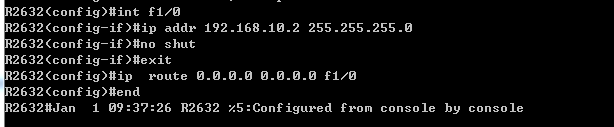 R2632(config)#int f1/0
R2632(config-if)#ip addr 192.168.10.2 255.255.255.0
R2632(config-if)#no shut
R2632(config-if)#exit
R2632(config)#ip  route 0.0.0.0 0.0.0.0 f1/0
R2632(config)#end
R2632#Jan  1 09:37:26 R2632 %5:Configured from console by console